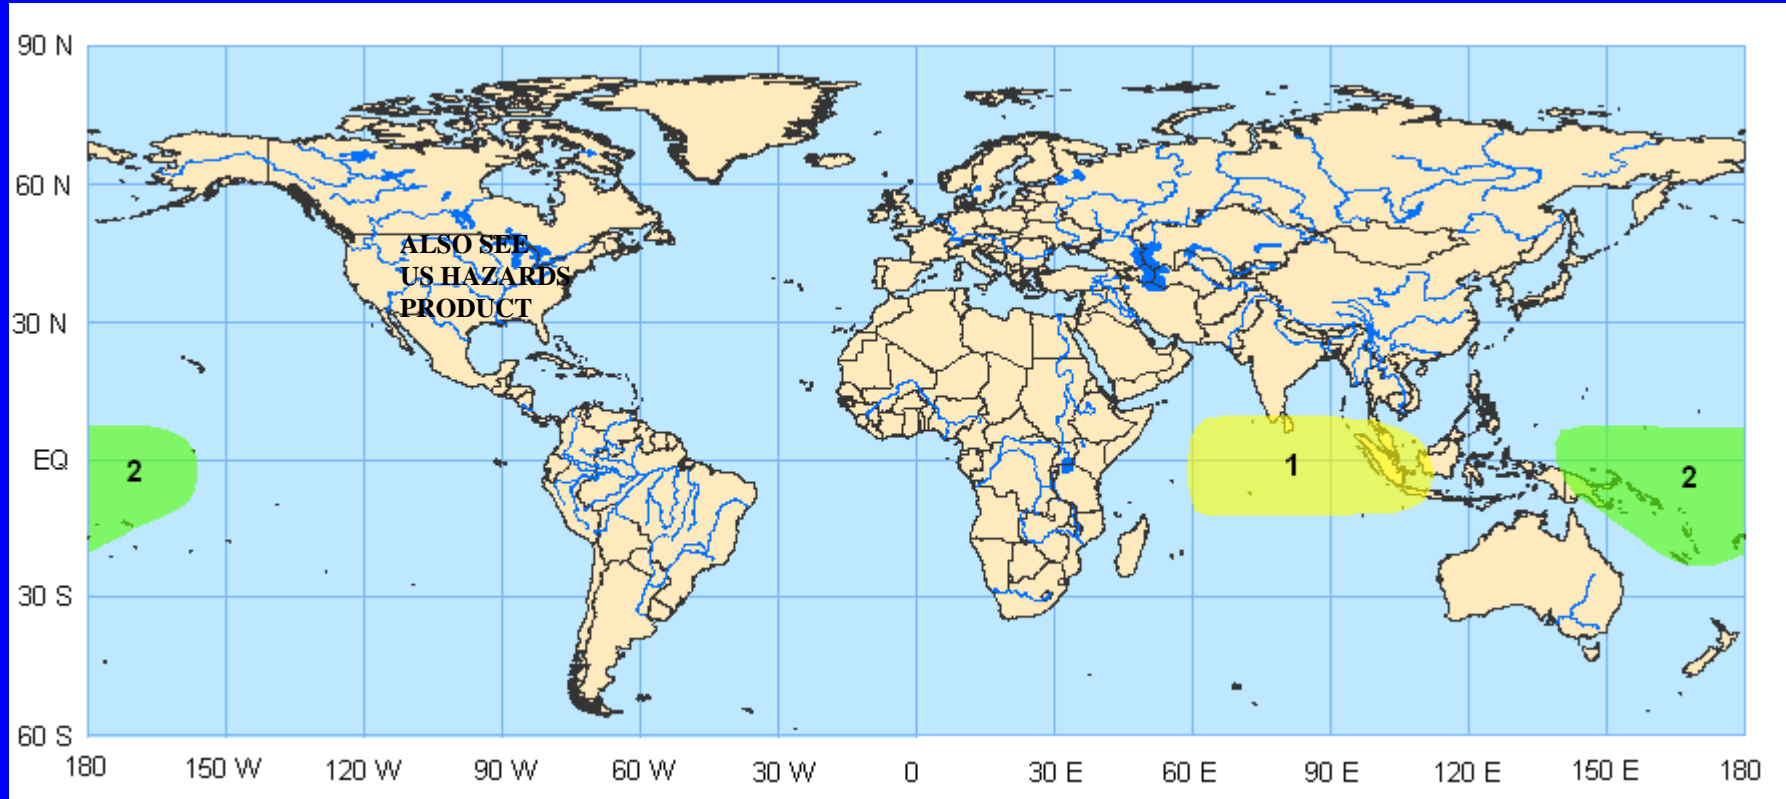 90 N
60 N
ALSO SEE
US HAZARDS
PRODUCT
30 N
EQ
2
1
2
30 S
60 S
180 150 W 120 W 90 W 60 W 30 W 0 30 E 60 E 90 E 120 E 150 E 180